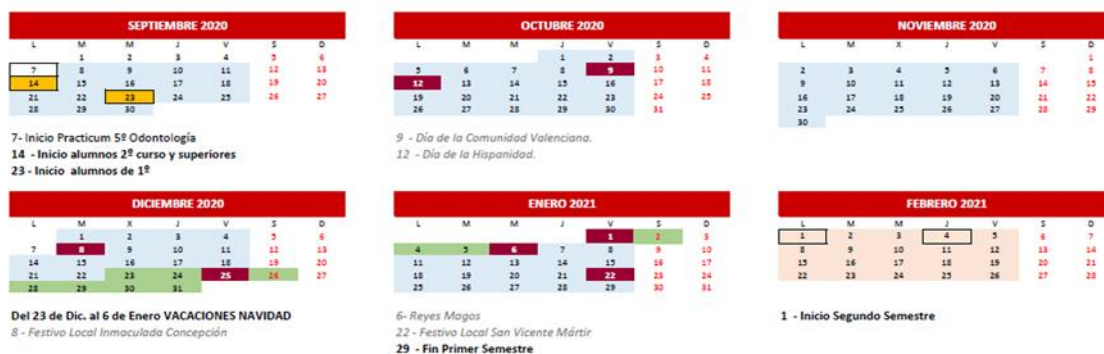 SEPTIEMBRE 2020
L M M J V S D
1 2 3 4 5 6
7 8 9 10 11 12 13
14 15 16 17 18 19 20
21 22 23 24 25 26 27
28 29 30
7- Inicio Practicum 5º Odontología
14 - Inicio alumnos 2º curso y superiores
23 - Inicio alumnos de 1º
OCTUBRE 2020
L M M J V S D
1 2 3 4
5 6 7 8 9 10 11
12 13 14 15 16 17 18
19 20 21 22 23 24 25
26 27 28 29 30 31
9 - Día de la Comunidad Valenciana.
12 - Día de la Hispanidad.
NOVIEMBRE 2020
L M X J V S D
1
2 3 4 5 6 7 8
9 10 11 12 13 14 15
16 17 18 19 20 21 22
23 24 25 26 27 28 29
30
DICIEMBRE 2020
L M X J V S D
1 2 3 4 5 6
7 8 9 10 11 12 13
14 15 16 17 18 19 20
21 22 23 24 25 26 27
28 29 30 31
Del 23 de Dic. al 6 de Enero VACACIONES NAVIDAD
8 - Festivo Local Inmaculada Concepción
ENERO 2021
L M M J V S D
1 2 3
4 5 6 7 8 9 10
11 12 13 14 15 16 17
18 19 20 21 22 23 24
25 26 27 28 29 30 31
6- Reyes Magos
22 - Festivo Local San Vicente Mártir
29 - Fin Primer Semestre
FEBRERO 2021
L M M J V S D
1 2 3 4 5 6 7
8 9 10 11 12 13 14
15 16 17 18 19 20 21
22 23 24 25 26 27 28
1 - Inicio Segundo Semestre